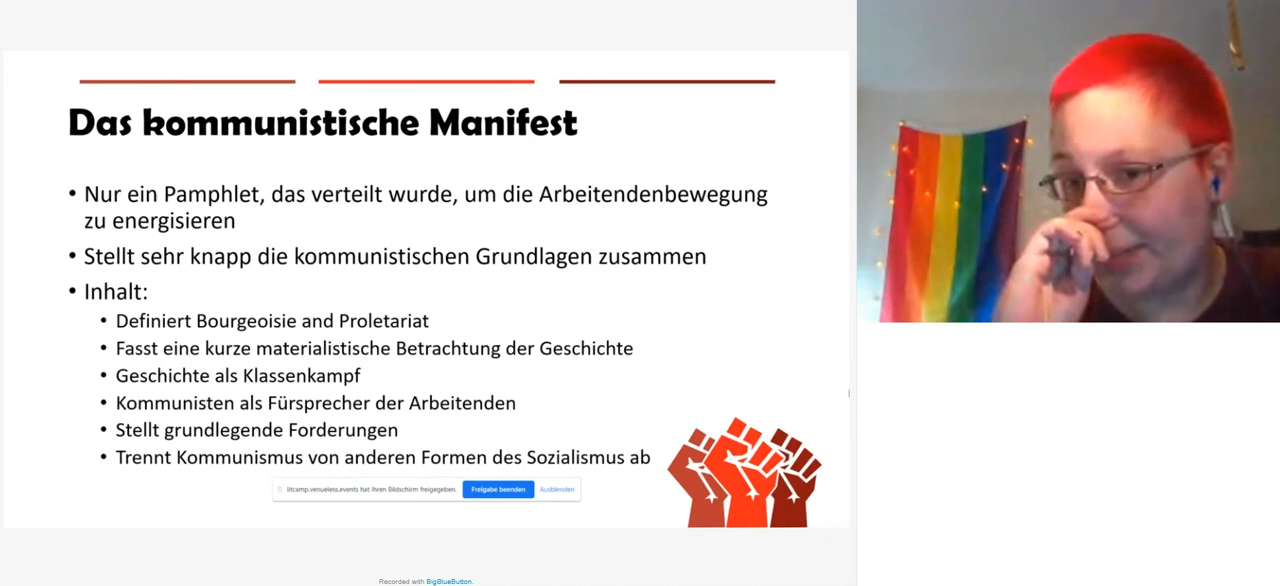 Das kommunistische Manifest
• Nur ein Pamphlet, das verteilt wurde, um die Arbeitendenbewegung
zu energisieren
• Stellt sehr knapp die kommunistischen Grundlagen zusammen
• Inhalt:
• Definiert Bourgeoisie and Proletariat
• Fasst eine kurze materialistische Betrachtung der Geschichte
• Geschichte als Klassenkampf
• Kommunisten als Fürsprecher der Arbeitenden
• Stellt grundlegende Forderungen
• Trennt Kommunismus von anderen Formen des Sozialismus ab
litcamp.venueless.events hat Ihren Bildschirm freigegeben. Freigabe beenden Ausblenden
Recorded with BigBlueButton.